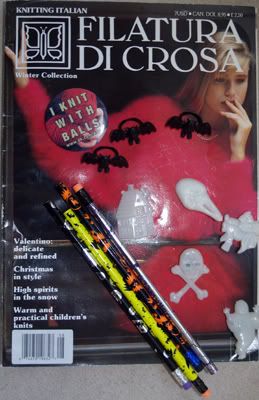 KNITTING ITALIAN
FILATURA
DI CROSA
Winter Collection
I KNIT
WITH
BALLS
Valentino:
delicate
and refined
Christmas
in style
High spirits
in the snow
Warm and
practical children's
knits